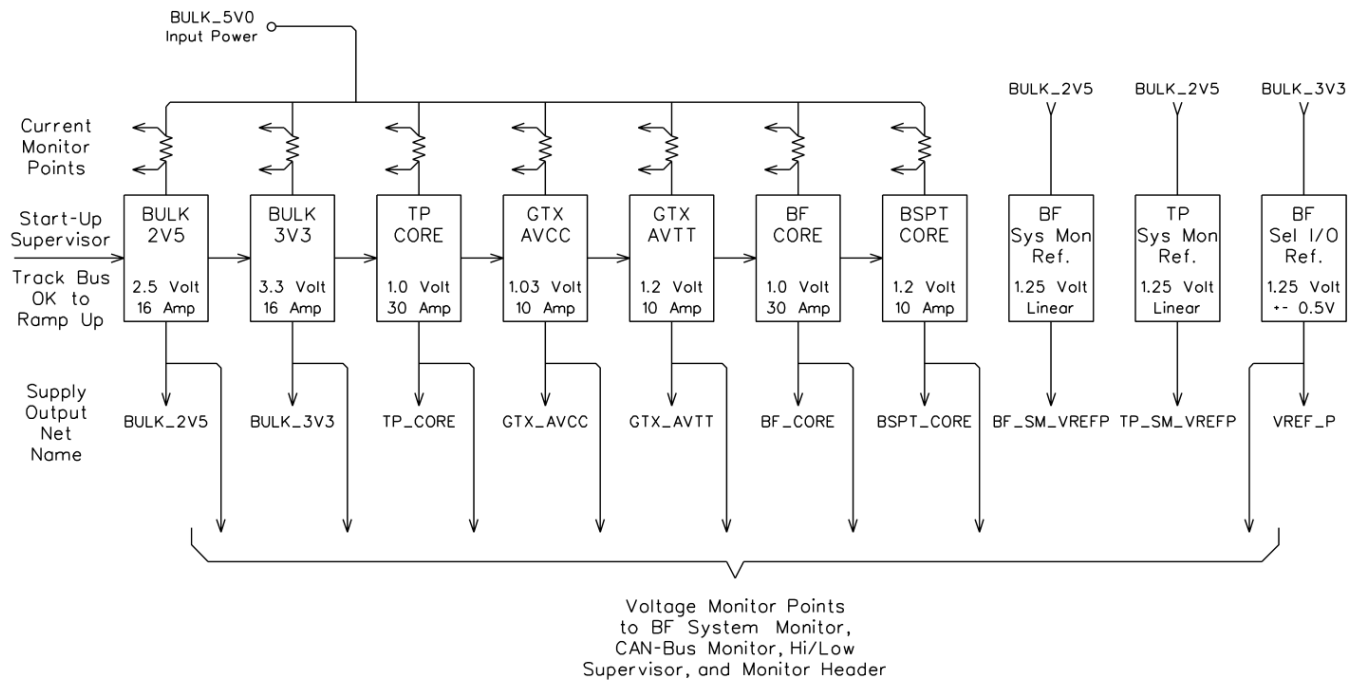 BULK_5V0
Input Power
BULK_2V5
BULK_2V5
BULK_3V3
Current
Monitor
Points
Start-Up
Supervisor
Track Bus
OK to
Ramp Up
BULK
2V5
2.5 Volt
16 Amp
BULK
3V3
3.3 Volt
16 Amp
TP
CORE
1.0 Volt
30 Amp
GTX
AVCC
1.03 Volt
10 Amp
GTX
AVTT
1.2 Volt
10 Amp
BF
CORE
1.0 Volt
30 Amp
BSPT
CORE
1.2 Volt
10 Amp
BF
Sys Mon
Ref.
1.25 Volt
Linear
TP
Sys Mon
Ref.
1.25 Volt
Linear
BF
Sel I/O
Ref.
1.25 Volt
+- 0.5V
Supply
Output
Net
Name
BULK_2V5
BULK_3V3
TP_CORE
GTX_AVCC
GTX_AVTT
BF_CORE
BSPT_CORE
BF_SM_VREFP
TP_SM_VREFP
VREF_P
Voltage Monitor Points
to BF System Monitor,
CAN-Bus Monitor, Hi/Low
Supervisor, and Monitor Header